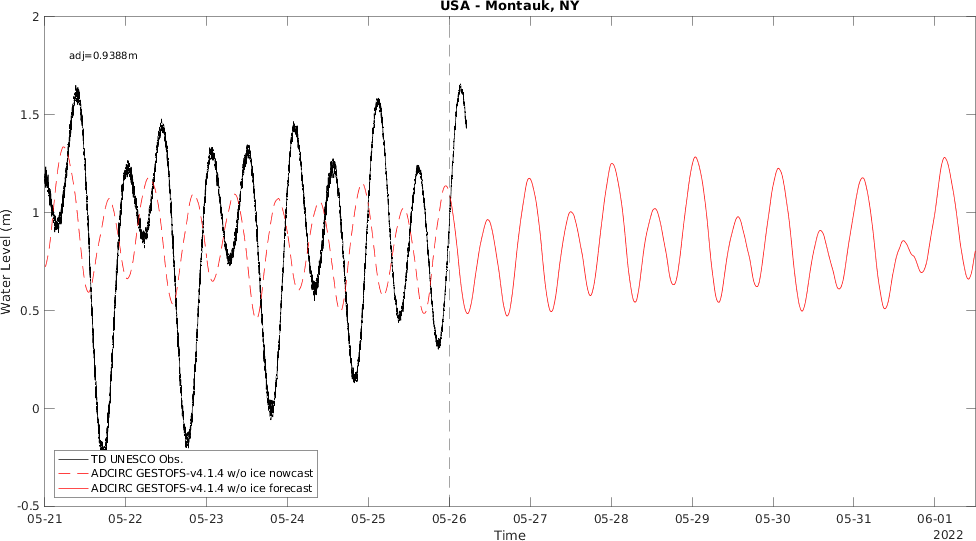 USA - Montauk, NY
adj=0.9388m
2
1.5
1
0.5
0
-0.5
Water Level (m)
TD UNESCO Obs.
ADCIRC GESTOFS-v4.1.4 w/o ice nowcast
ADCIRC GESTOFS-v4.1.4 w/o ice forecast
05-21 05-22 05-23 05-24 05-25 05-26 05-27 05-28 05-29 05-30 05-31 06-01
Time
2022